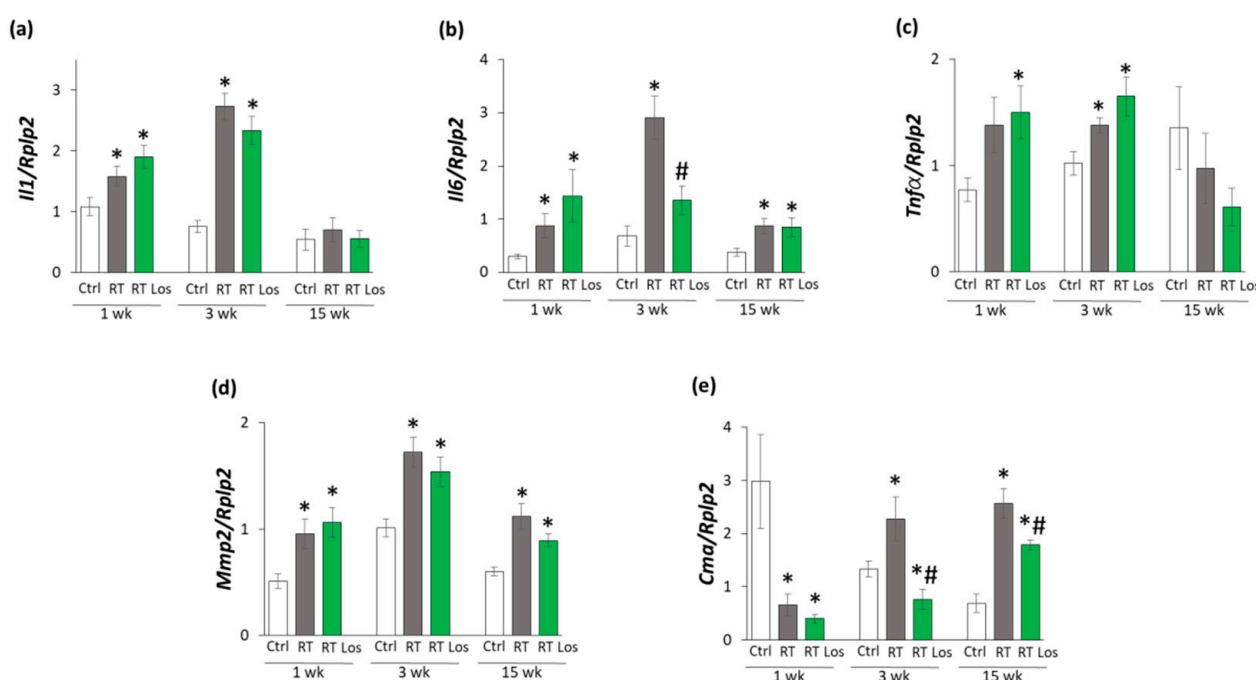 (a)
Il1/Rplp2
3
2
1
0
* * * *
Ctrl RT RT Los Ctrl RT RT Los Ctrl RT RT Los
1 wk 3 wk 15 wk
(b)
Il6/Rplp2
4
3
2
1
0
* * * # * *
Ctrl RT RT Los Ctrl RT RT Los Ctrl RT RT Los
1 wk 3 wk 15 wk
(c)
Tnfα/Rplp2
2
1
0
* * *
Ctrl RT RT Los Ctrl RT RT Los Ctrl RT RT Los
1 wk 3 wk 15 wk
(d)
Mmp2/Rplp2
2
1
0
* * * * * *
Ctrl RT RT Los Ctrl RT RT Los Ctrl RT RT Los
1 wk 3 wk 15 wk
(e)
Cma/Rplp2
4
3
2
1
0
* * * *# * *#
Ctrl RT RT Los Ctrl RT RT Los Ctrl RT RT Los
1 wk 3 wk 15 wk